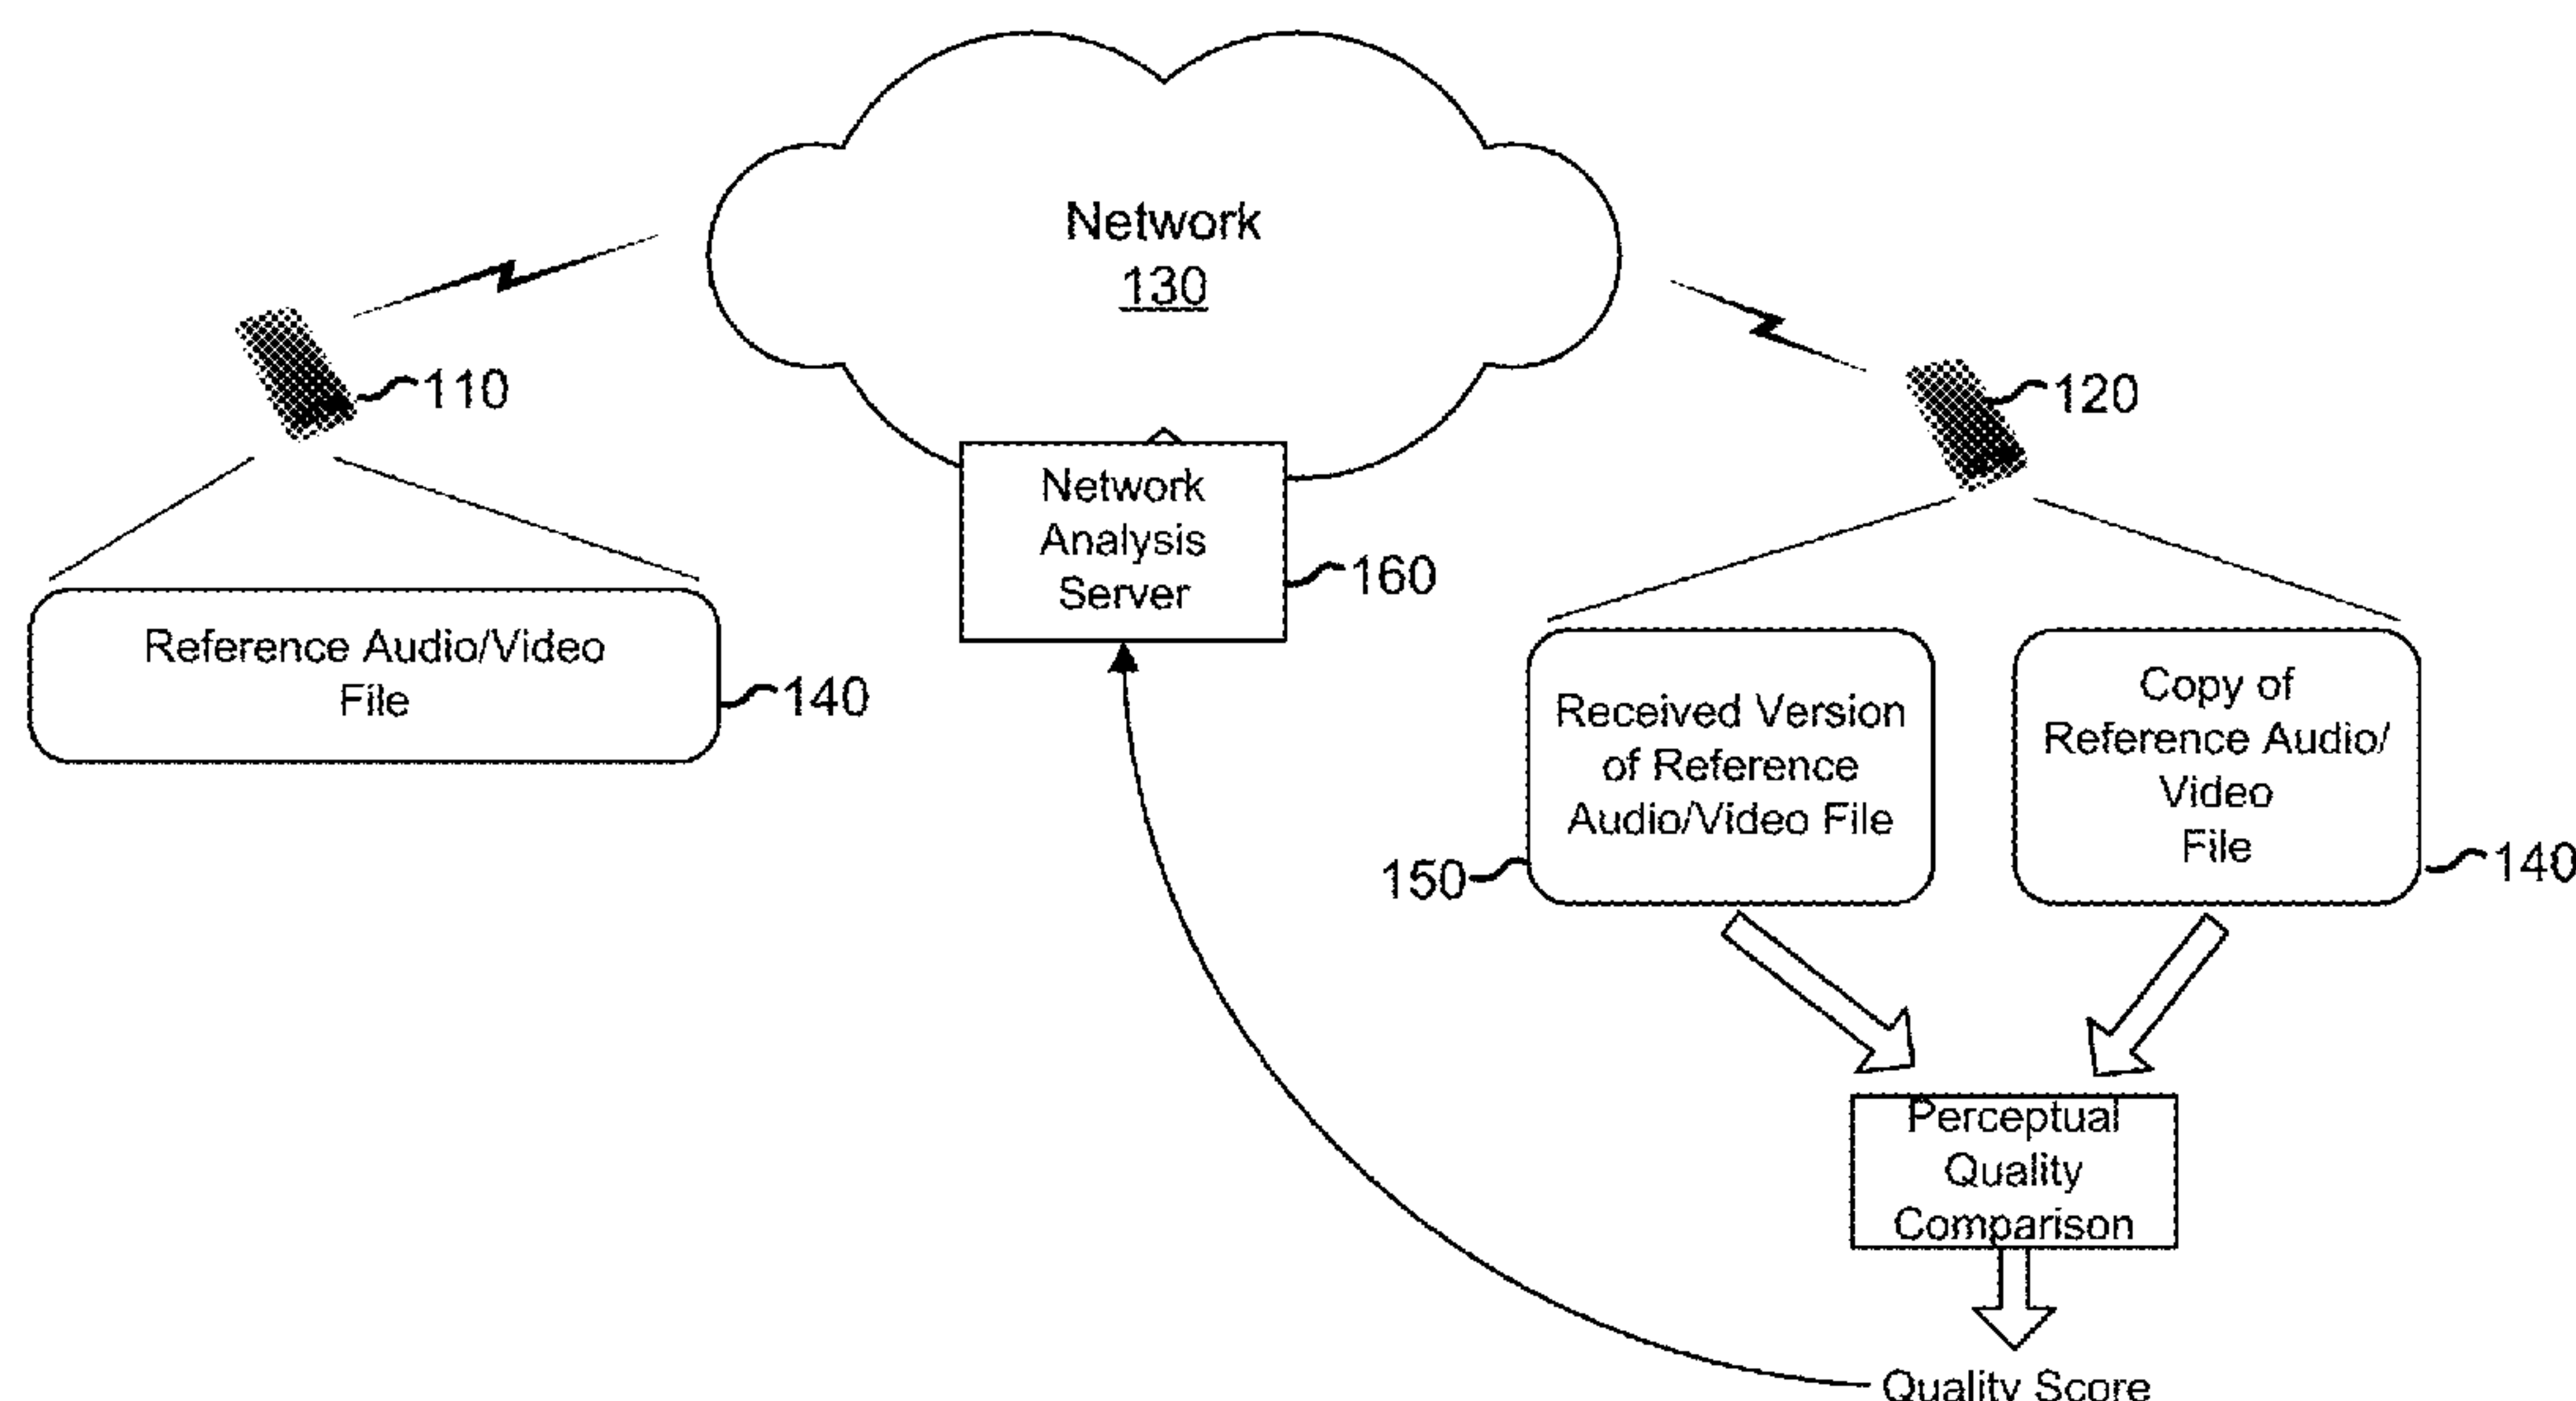 Network
130
110
120
Network
Analysis
Server
160
Reference Audio/Video
File
140
Received Version
of Reference
Audio/Video File
150
Copy of
Reference Audio/
Video
File
140
Perceptual
Quality
Comparison
Quality Score